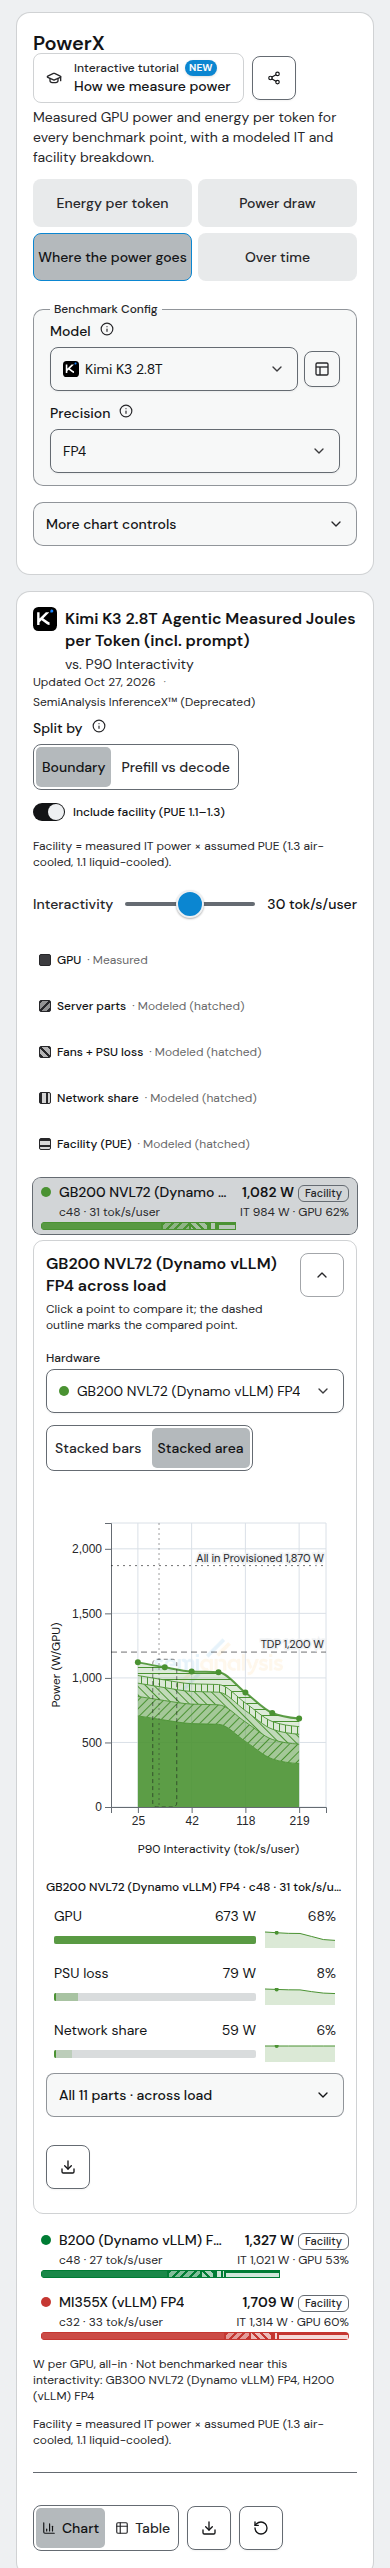 PowerX
Interactive tutorial NEW
How we measure power
Measured GPU power and energy per token for
every benchmark point, with a modeled IT and
facility breakdown.
Energy per token
Power draw
Where the power goes
Over time
Benchmark Config
Model
Kimi K3 2.8T
Precision
FP4
More chart controls
Kimi K3 2.8T Agentic Measured Joules
per Token (incl. prompt)
vs. P90 Interactivity
Updated Oct 27, 2026 ·
SemiAnalysis InferenceX™ (Deprecated)
Split by
Boundary
Prefill vs decode
Include facility (PUE 1.1–1.3)
Facility = measured IT power × assumed PUE (1.3 air-
cooled, 1.1 liquid-cooled).
Interactivity
30 tok/s/user
GPU · Measured
Server parts · Modeled (hatched)
Fans + PSU loss · Modeled (hatched)
Network share · Modeled (hatched)
Facility (PUE) · Modeled (hatched)
GB200 NVL72 (Dynamo ... 1,082 W Facility
c48 · 31 tok/s/user IT 984 W · GPU 62%
GB200 NVL72 (Dynamo vLLM)
FP4 across load
Click a point to compare it; the dashed
outline marks the compared point.
Hardware
GB200 NVL72 (Dynamo vLLM) FP4
Stacked bars
Stacked area
2,000
All in Provisioned 1,870 W
1,500
TDP 1,200 W
1,000
semianalysis
500
0
Power (W/GPU)
25 42 118 219
P90 Interactivity (tok/s/user)
GB200 NVL72 (Dynamo vLLM) FP4 · c48 · 31 tok/s/u...
GPU 673 W 68%
PSU loss 79 W 8%
Network share 59 W 6%
All 11 parts · across load
B200 (Dynamo vLLM) F... 1,327 W Facility
c48 · 27 tok/s/user IT 1,021 W · GPU 53%
MI355X (vLLM) FP4 1,709 W Facility
c32 · 33 tok/s/user IT 1,314 W · GPU 60%
W per GPU, all-in · Not benchmarked near this
interactivity: GB300 NVL72 (Dynamo vLLM) FP4, H200
(vLLM) FP4
Facility = measured IT power × assumed PUE (1.3 air-
cooled, 1.1 liquid-cooled).
Chart
Table